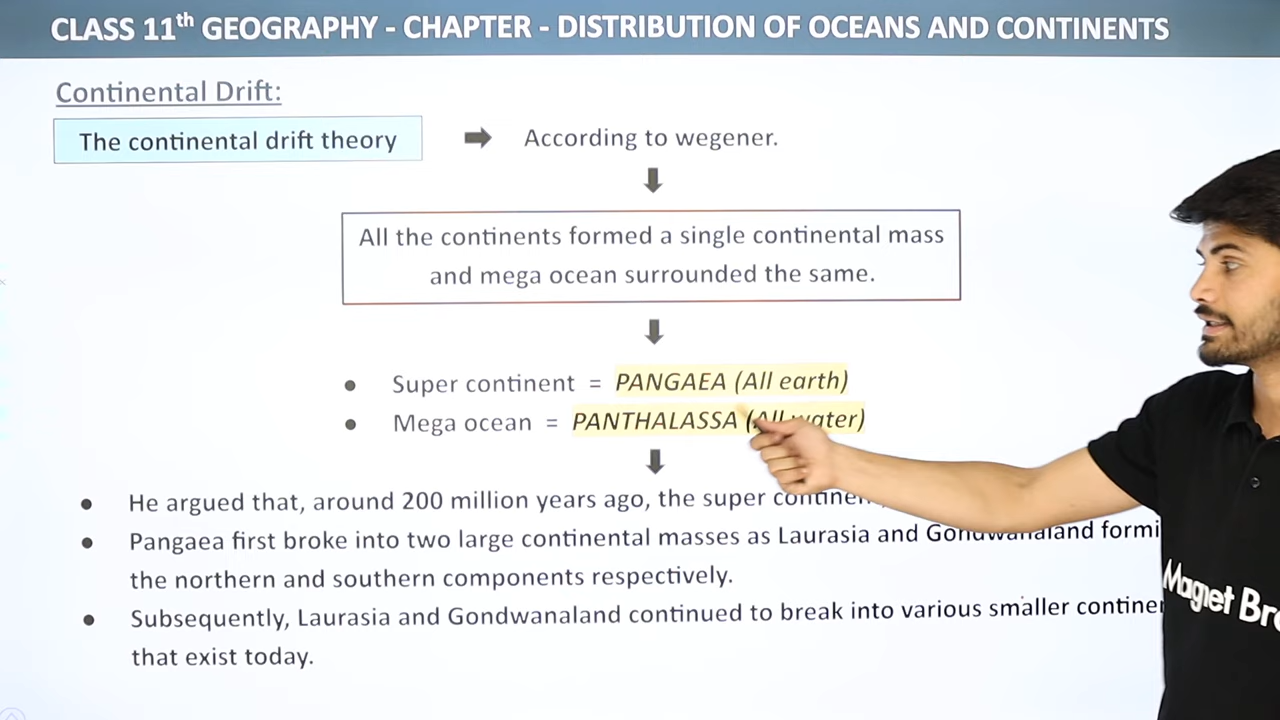 CLASS 11th GEOGRAPHY - CHAPTER - DISTRIBUTION OF OCEANS AND CONTINENTS
Continental Drift:
The continental drift theory
According to wegener.
All the continents formed a single continental mass
and mega ocean surrounded the same.
● Super continent = PANGAEA (All earth)
● Mega ocean = PANTHALASSA (All water)
● He argued that, around 200 million years ago, the super
● Pangaea first broke into two large continental masses as Laurasia and Gondwanaland
the northern and southern components respectively.
● Subsequently, Laurasia and Gondwanaland continued to break into various smaller
that exist today.
Magnet